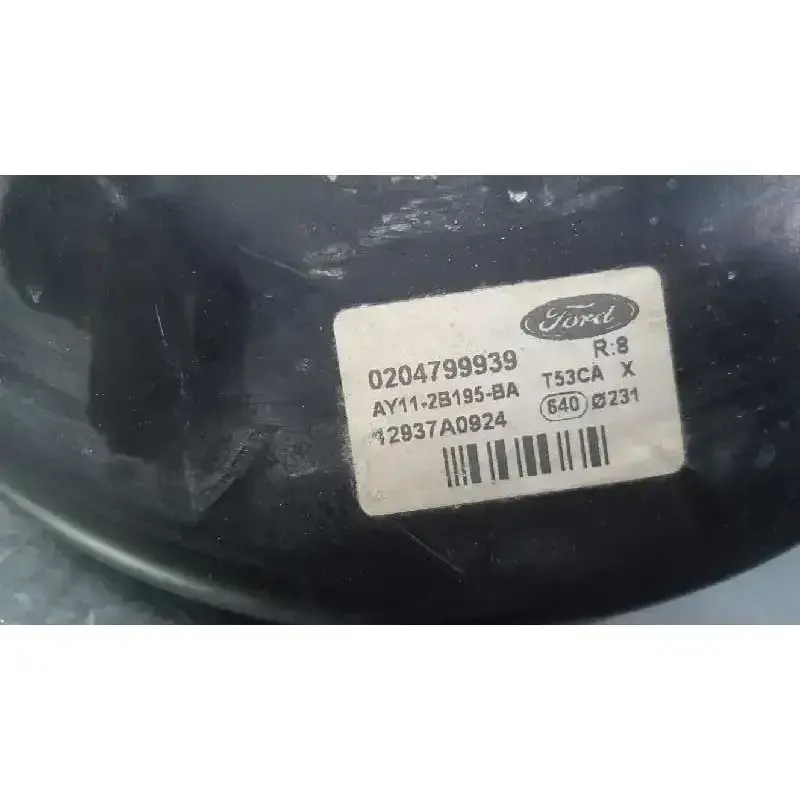 Ford
0204799939 R:8
AY11-2B195-BA T53CA X
12937A0924 640 Ø231